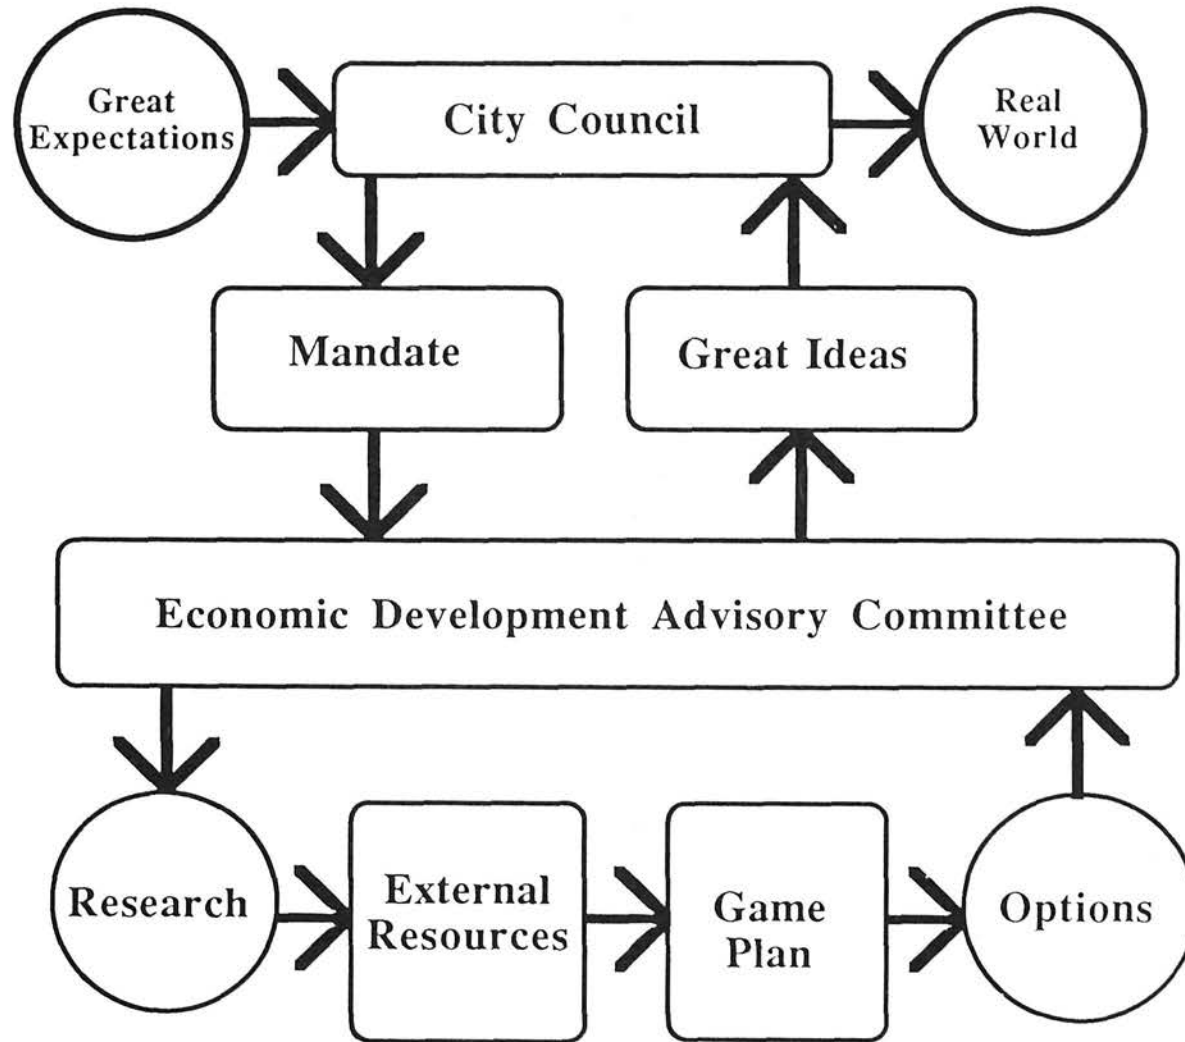 Great
Expectations
City Council
Real
World
Mandate
Great Ideas
Economic Development Advisory Committee
Research
External
Resources
Game
Plan
Options